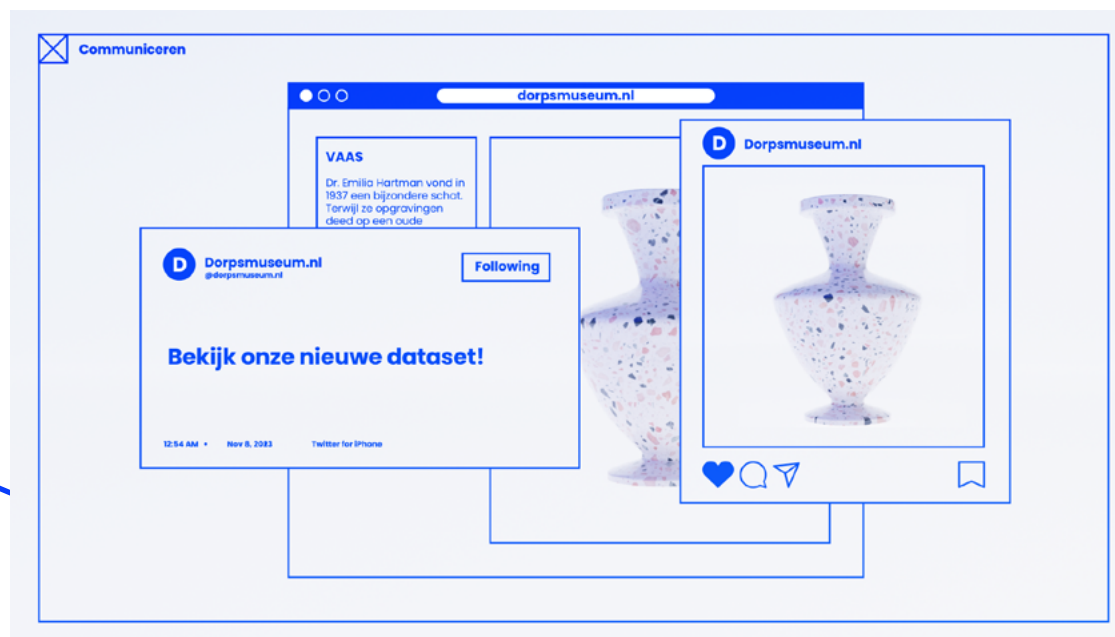 Communiceren
dorpsmuseum.nl
VAAS
Dr. Emilia Hartman vond in
1937 een bijzondere schat.
Terwijl ze opgravingen
deed op een oude
D
Dorpsmuseum.nl
@dorpsmuseum.nl
Following
Bekijk onze nieuwe dataset!
12:54 AM • Nov 8, 2023 Twitter for iPhone
D
Dorpsmuseum.nl